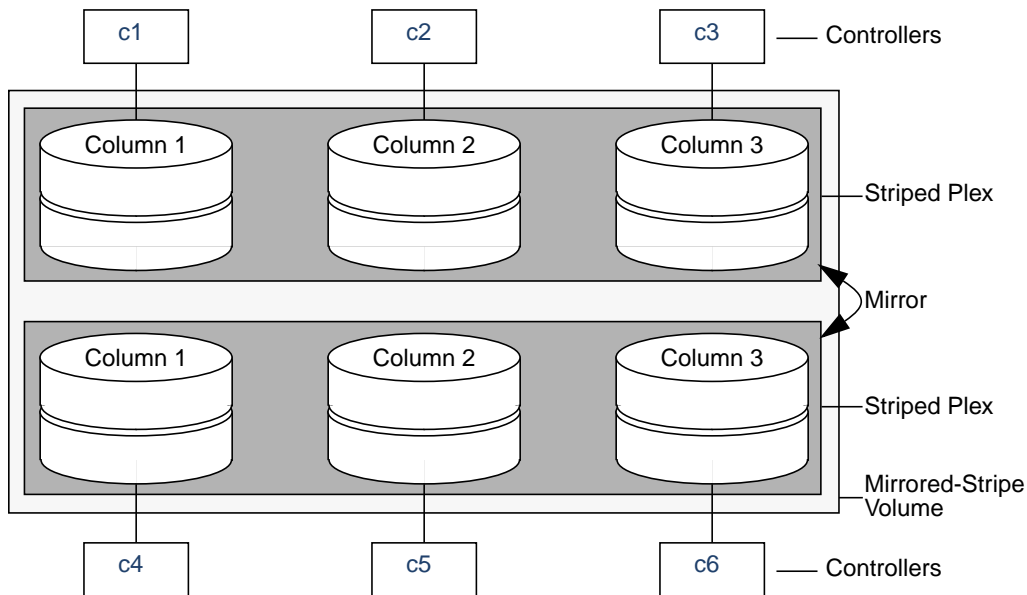 c1
c2
c3
Controllers
Column 1
Column 2
Column 3
Striped Plex
Mirror
Column 1
Column 2
Column 3
Striped Plex
Mirrored-Stripe
Volume
c4
c5
c6
Controllers